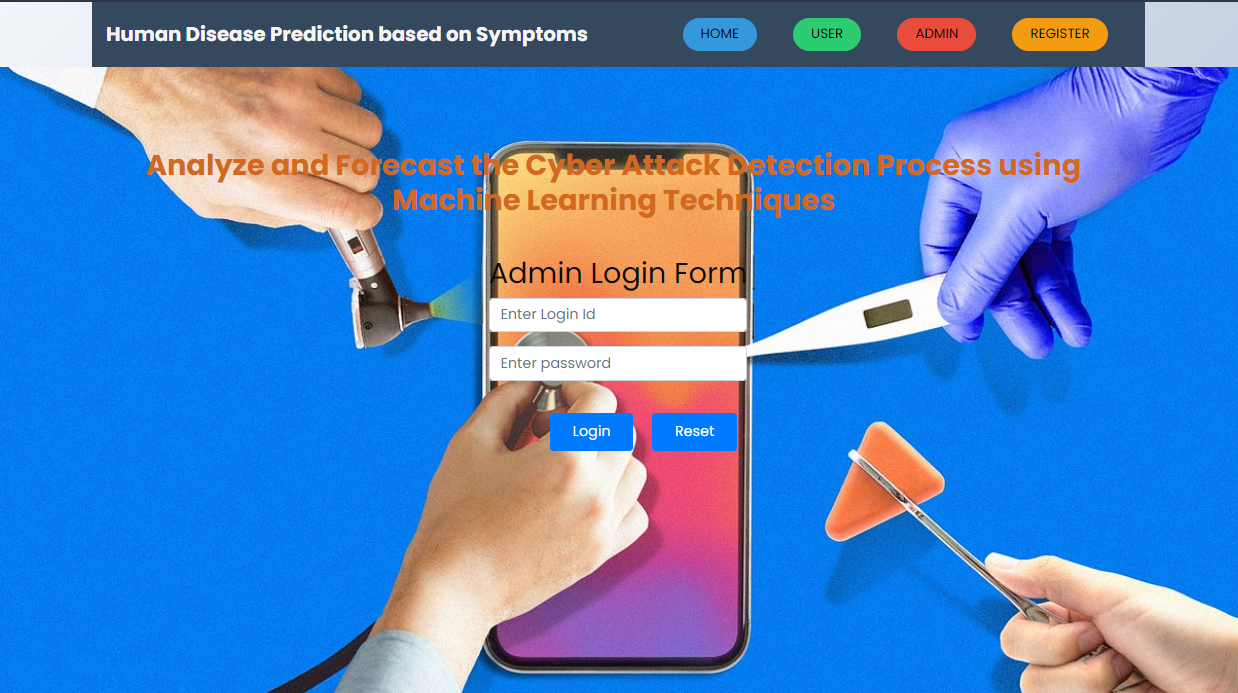 Human Disease Prediction based on Symptoms
HOME
USER
ADMIN
REGISTER
Analyze and Forecast the Cyber Attack Detection Process using
Machine Learning Techniques
Admin Login Form
Enter Login Id
Enter password
Login
Reset